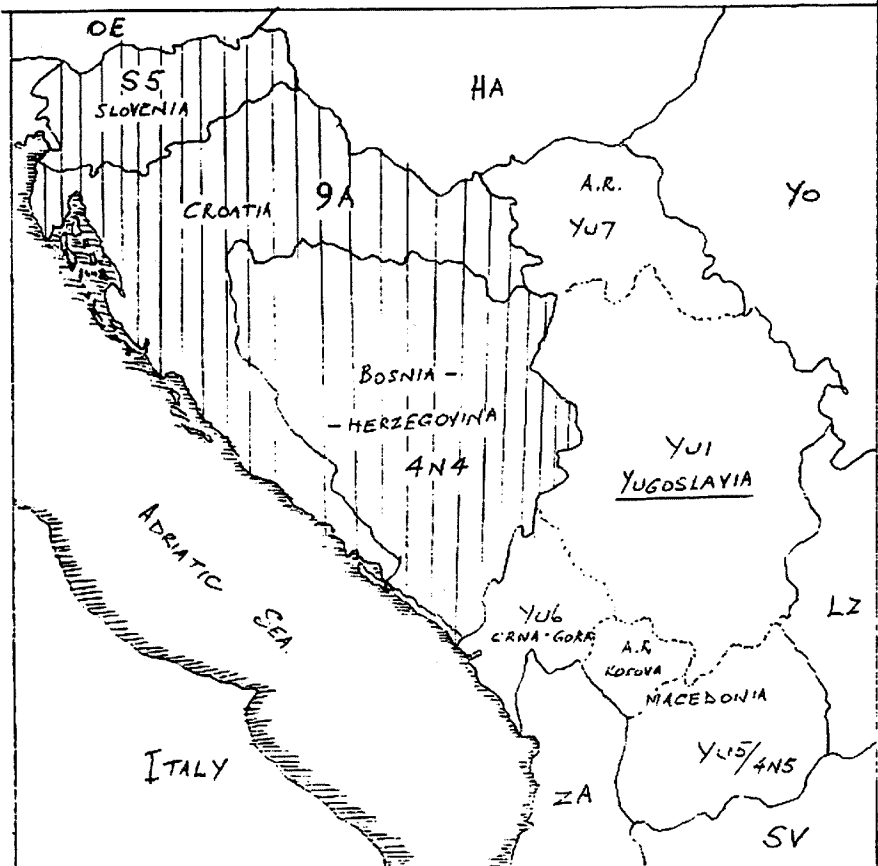 OE
S5
SLOVENIA
HA
CROATIA
9A
A.R.
YU7
YO
BOSNIA -
- HERZEGOVINA
4N4
YU1
YUGOSLAVIA
ADRIATIC
SEA.
LZ
YU6
CRNA-GORA
A.R.
KOSOVA
MACEDONIA
YU5/4N5
ITALY
ZA
SV